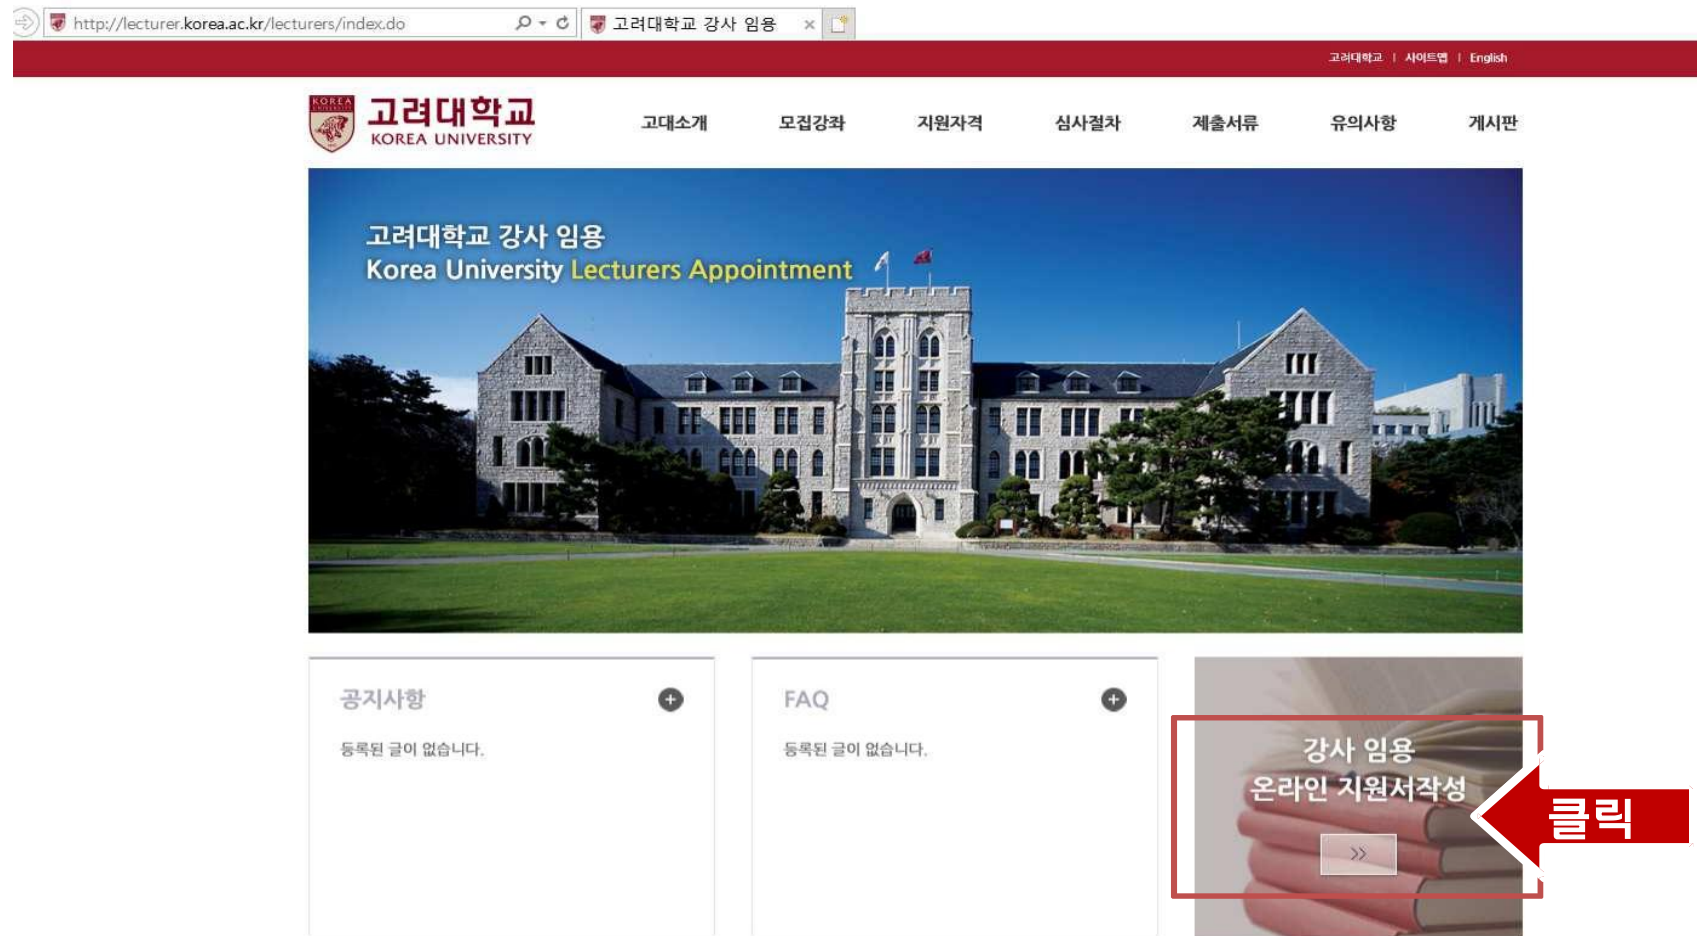 http://lecturer.korea.ac.kr/lecturers/index.do
고려대학교 강사 임용
고려대학교 | 사이트맵 | English
KOREA
고려대학교
KOREA UNIVERSITY
고대소개 모집강좌 지원자격 심사절차 제출서류 유의사항 게시판
고려대학교 강사 임용
Korea University Lecturers Appointment
공지사항
등록된 글이 없습니다.
FAQ
등록된 글이 없습니다.
강사 임용
온라인 지원서작성
>>
클릭